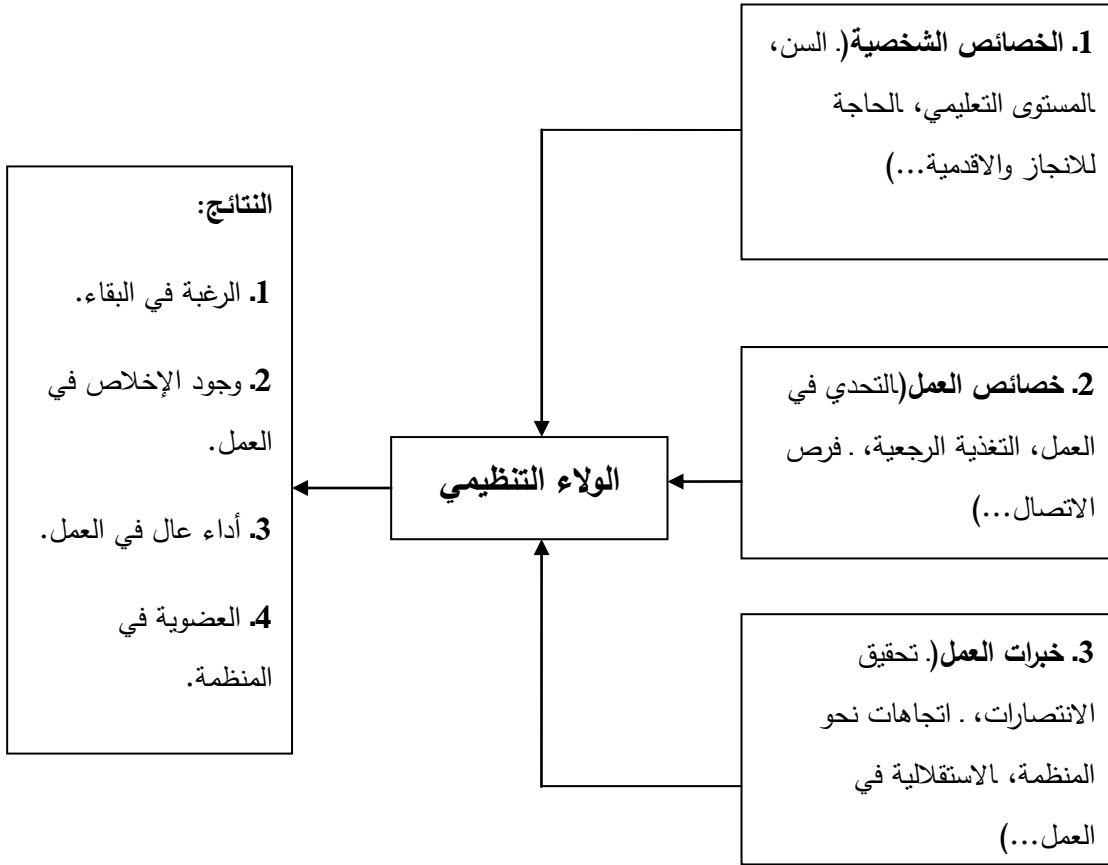 1. الخصائص الشخصية(. السن،
.المستوى التعليمي، .الحاجة
للانجاز والاقدمية...)
2. خصائص العمل(.التحدي في
العمل، التغذية الرجعية، . فرص
الاتصال...)
3. خبرات العمل(. تحقيق
الانتصارات، . اتجاهات نحو
المنظمة، .الاستقلالية في
العمل...)
الولاء التنظيمي
النتائج:
1. الرغبة في البقاء.
2. وجود الإخلاص في
العمل.
3. أداء عال في العمل.
4. العضوية في
المنظمة.